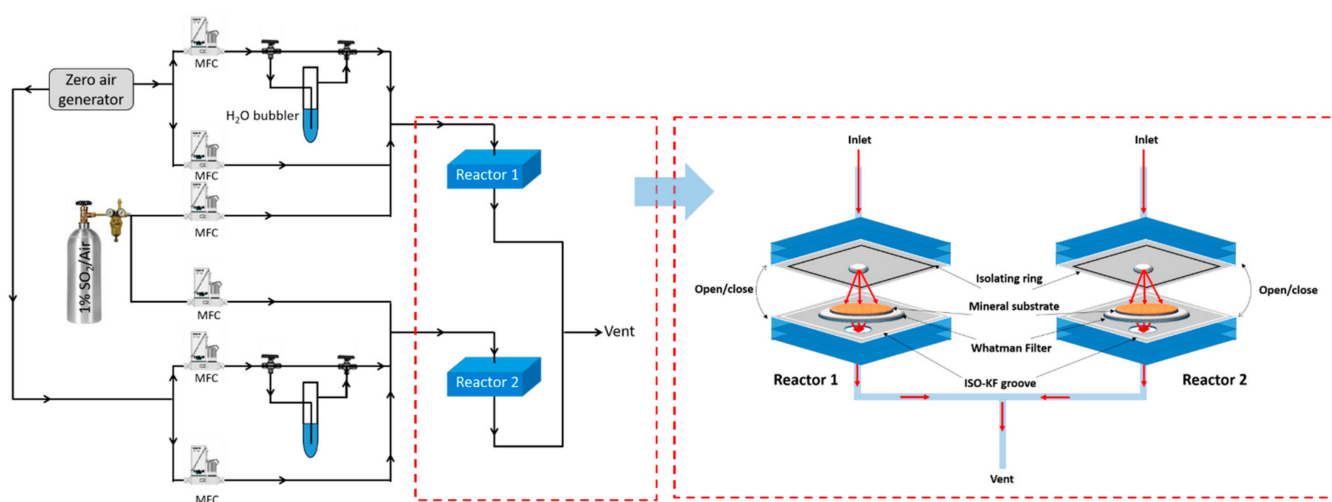 MFC
Zero air
generator
H₂O bubbler
MFC
MFC
1% SO₂/Air
MFC
MFC
MFC
Reactor 1
Reactor 2
Vent
Inlet
Inlet
Isolating ring
Open/close
Mineral substrate
Open/close
Whatman Filter
Reactor 1
ISO-KF groove
Reactor 2
Vent